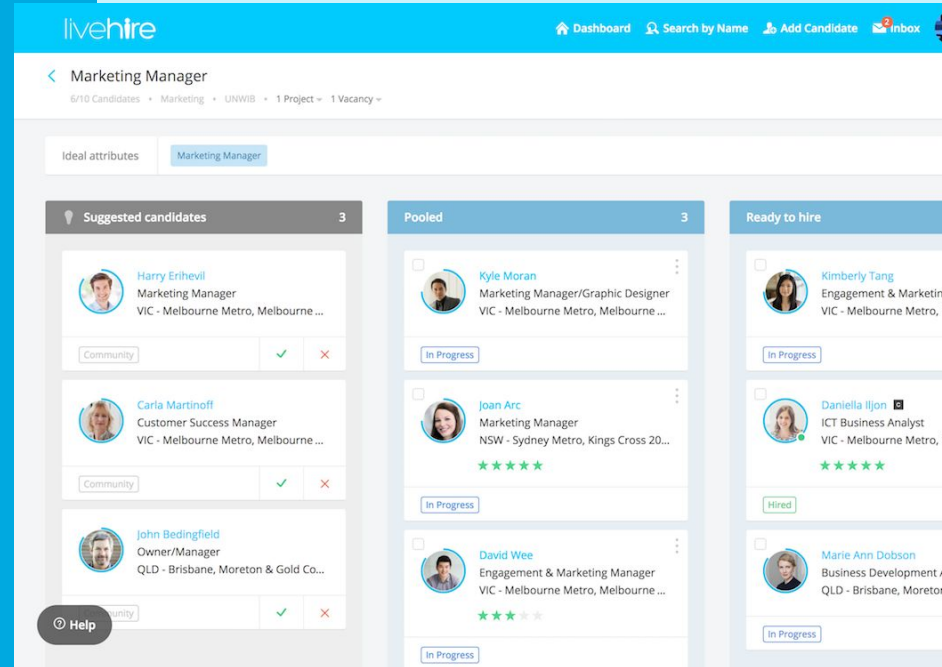 livehire
Dashboard Search by Name Add Candidate 2 Inbox
Marketing Manager
6/10 Candidates • Marketing • UNWIB • 1 Project 1 Vacancy
Ideal attributes Marketing Manager
Suggested candidates 3
Harry Erihevil
Marketing Manager
VIC - Melbourne Metro, Melbourne ...
Community
Carla Martinoff
Customer Success Manager
VIC - Melbourne Metro, Melbourne ...
Community
John Bedingfield
Owner/Manager
QLD - Brisbane, Moreton & Gold Co...
Help
Pooled 3
Kyle Moran
Marketing Manager/Graphic Designer
VIC - Melbourne Metro, Melbourne ...
In Progress
Joan Arc
Marketing Manager
NSW - Sydney Metro, Kings Cross 20...
In Progress
David Wee
Engagement & Marketing Manager
VIC - Melbourne Metro, Melbourne ...
In Progress
Ready to hire
Kimberly Tang
Engagement & Marketin
VIC - Melbourne Metro,
In Progress
Daniella Iljon
ICT Business Analyst
VIC - Melbourne Metro,
Hired
Marie Ann Dobson
Business Development A
QLD - Brisbane, Moreton
In Progress